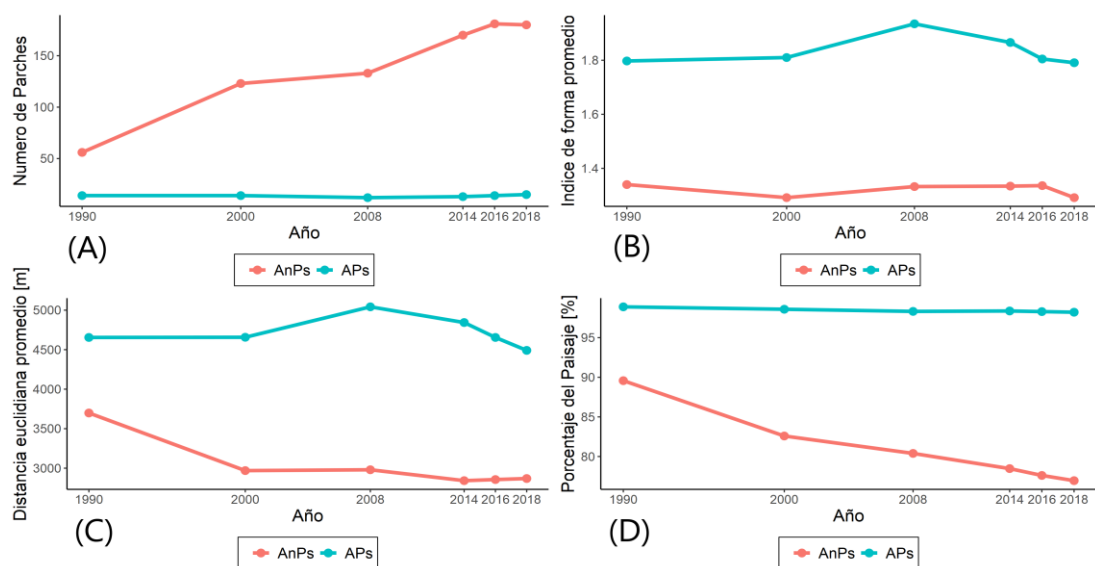 Numero de Parches
150
100
50
1990 2000 2008 2014 2016 2018
Año
(A)
AnPs APs
Indice de forma promedio
1.8
1.6
1.4
1990 2000 2008 2014 2016 2018
Año
(B)
AnPs APs
Distancia euclidiana promedio [m]
5000
4500
4000
3500
3000
1990 2000 2008 2014 2016 2018
Año
(C)
AnPs APs
Porcentaje del Paisaje [%]
95
90
85
80
1990 2000 2008 2014 2016 2018
Año
(D)
AnPs APs